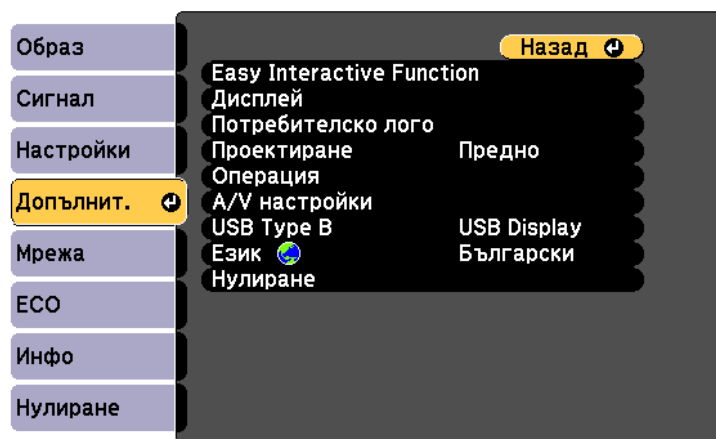 Образ
Сигнал
Настройки
Допълнит.
Мрежа
ECO
Инфо
Нулиране
Назад
Easy Interactive Function
Дисплей
Потребителско лого
Проектиране Предно
Операция
A/V настройки
USB Type B USB Display
Език Български
Нулиране